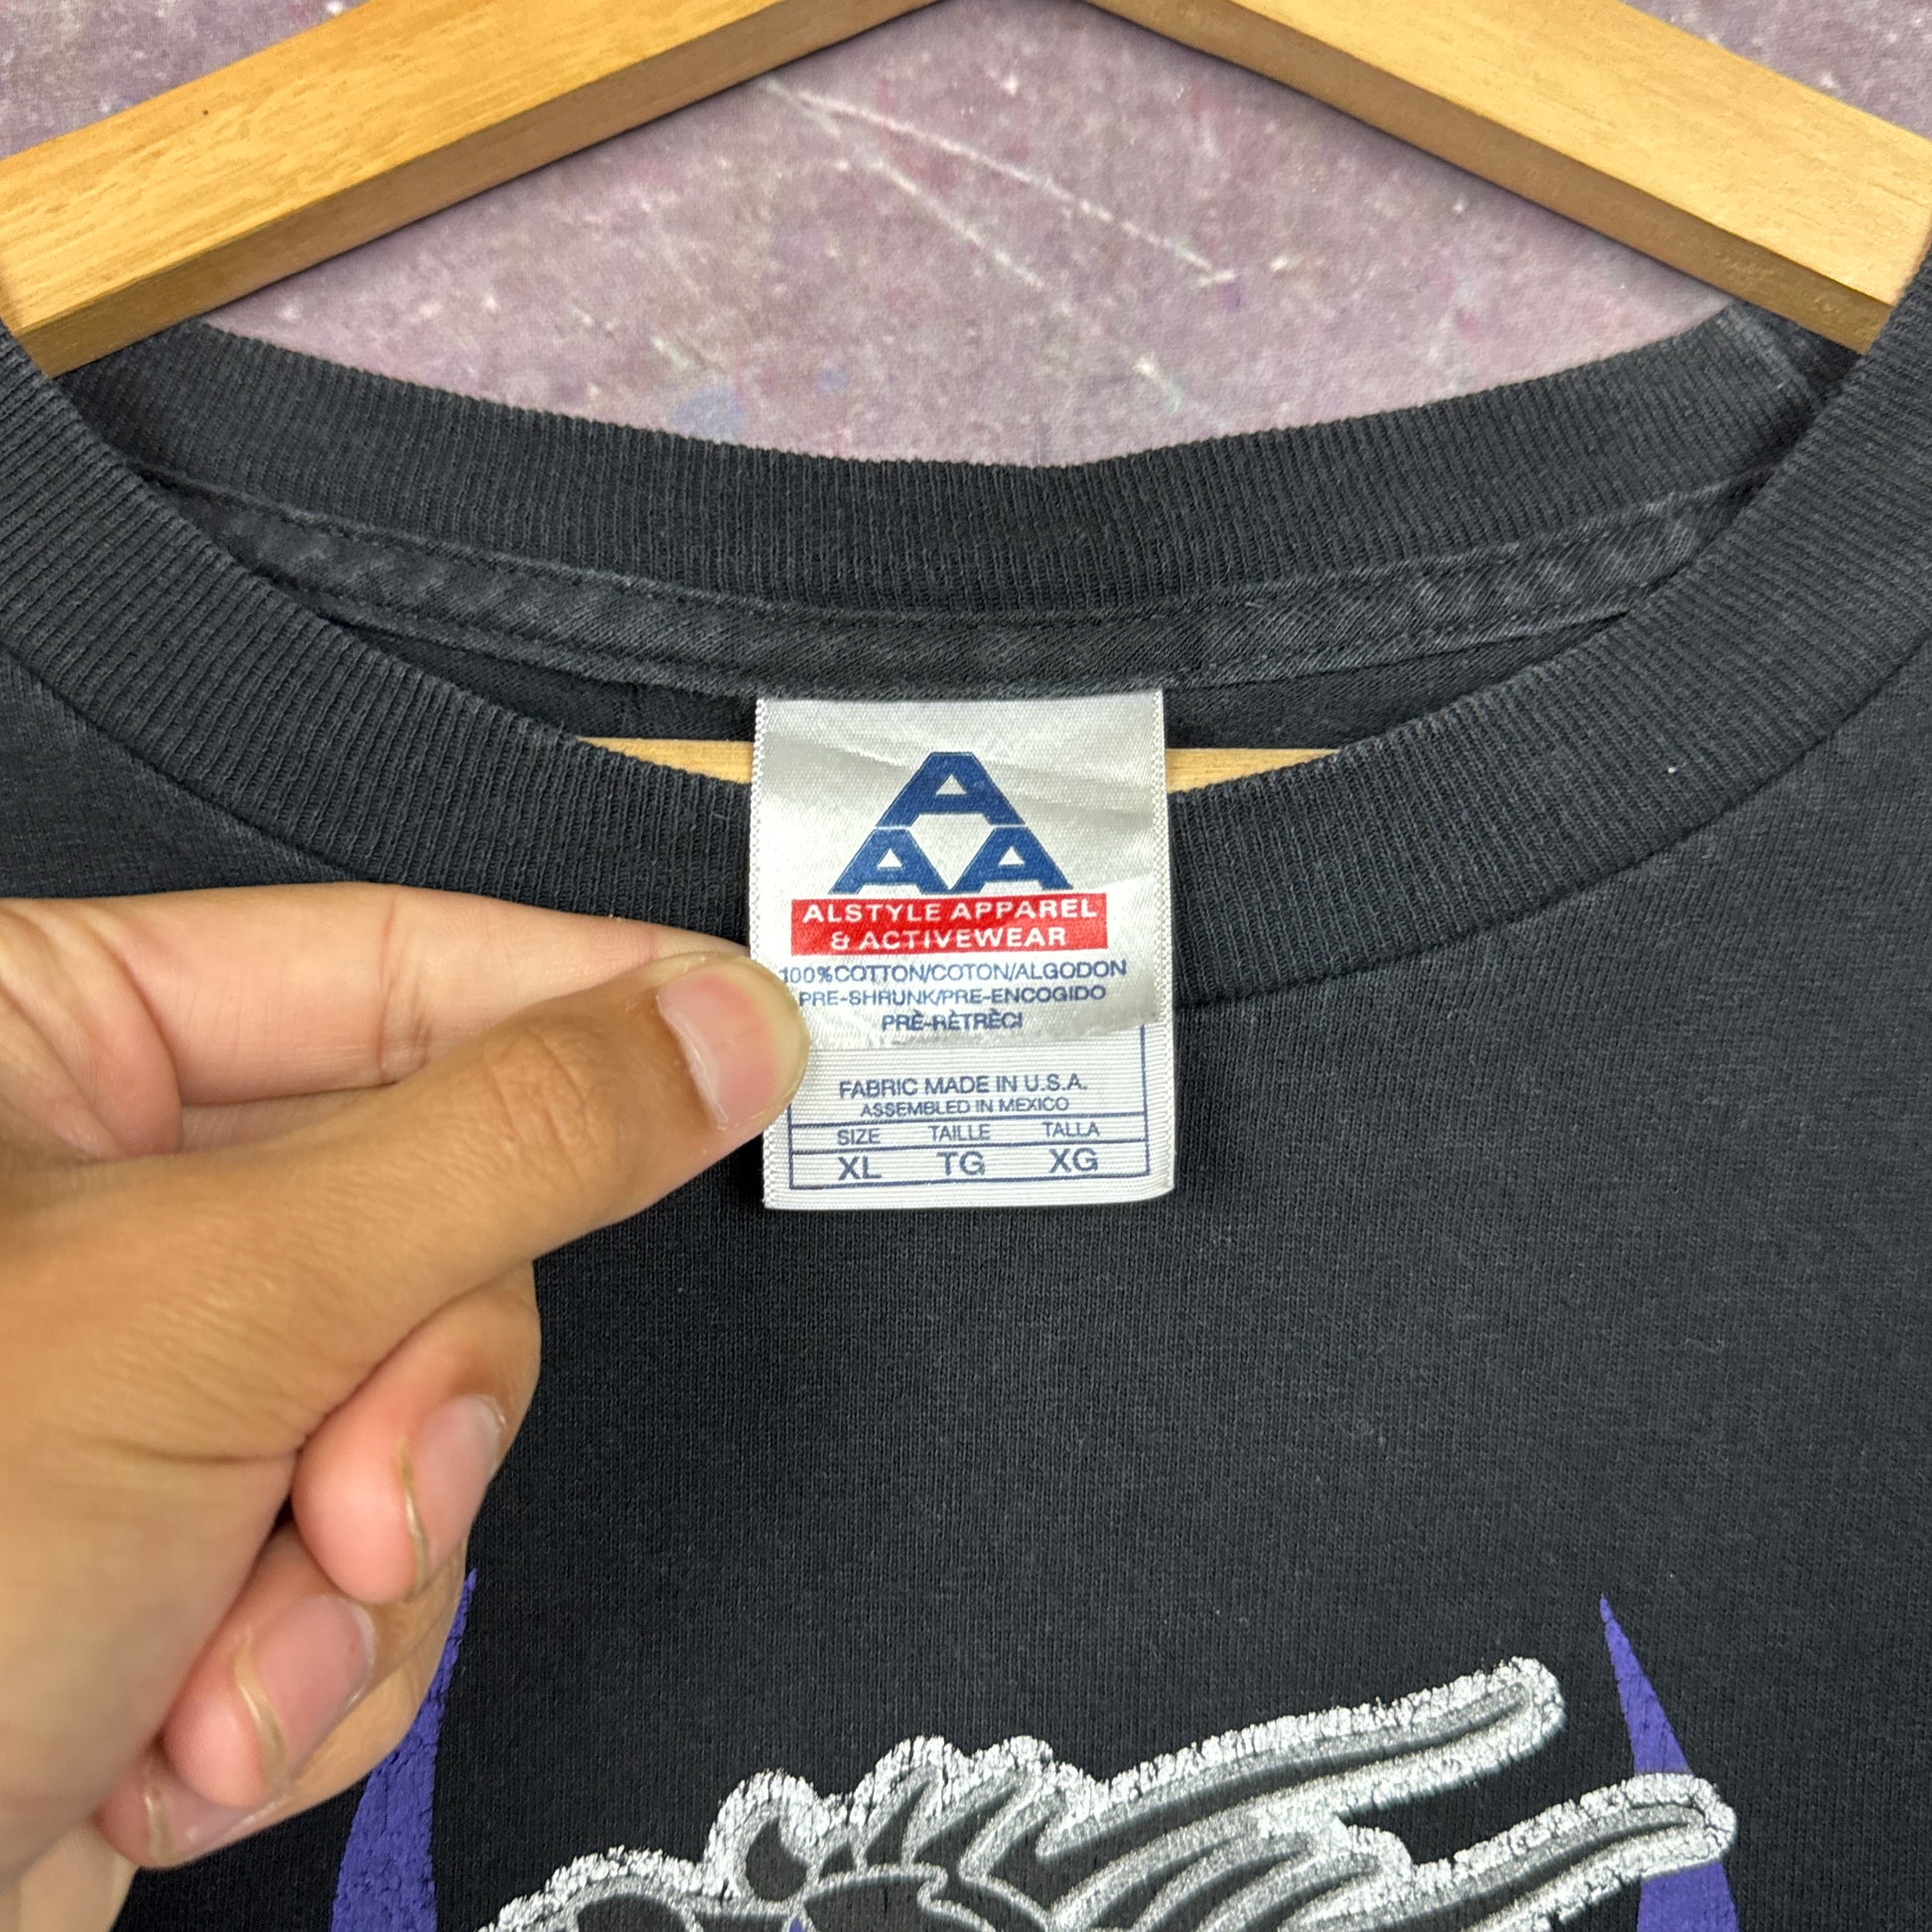 A
AA
ALSTYLE APPAREL
& ACTIVEWEAR
100%COTTON/COTON/ALGODON
PRE-SHRUNK/PRE-ENCOGIDO
PRÈ-RÈTRÈCI
FABRIC MADE IN U.S.A.
ASSEMBLED IN MEXICO
SIZE TAILLE TALLA
XL TG XG